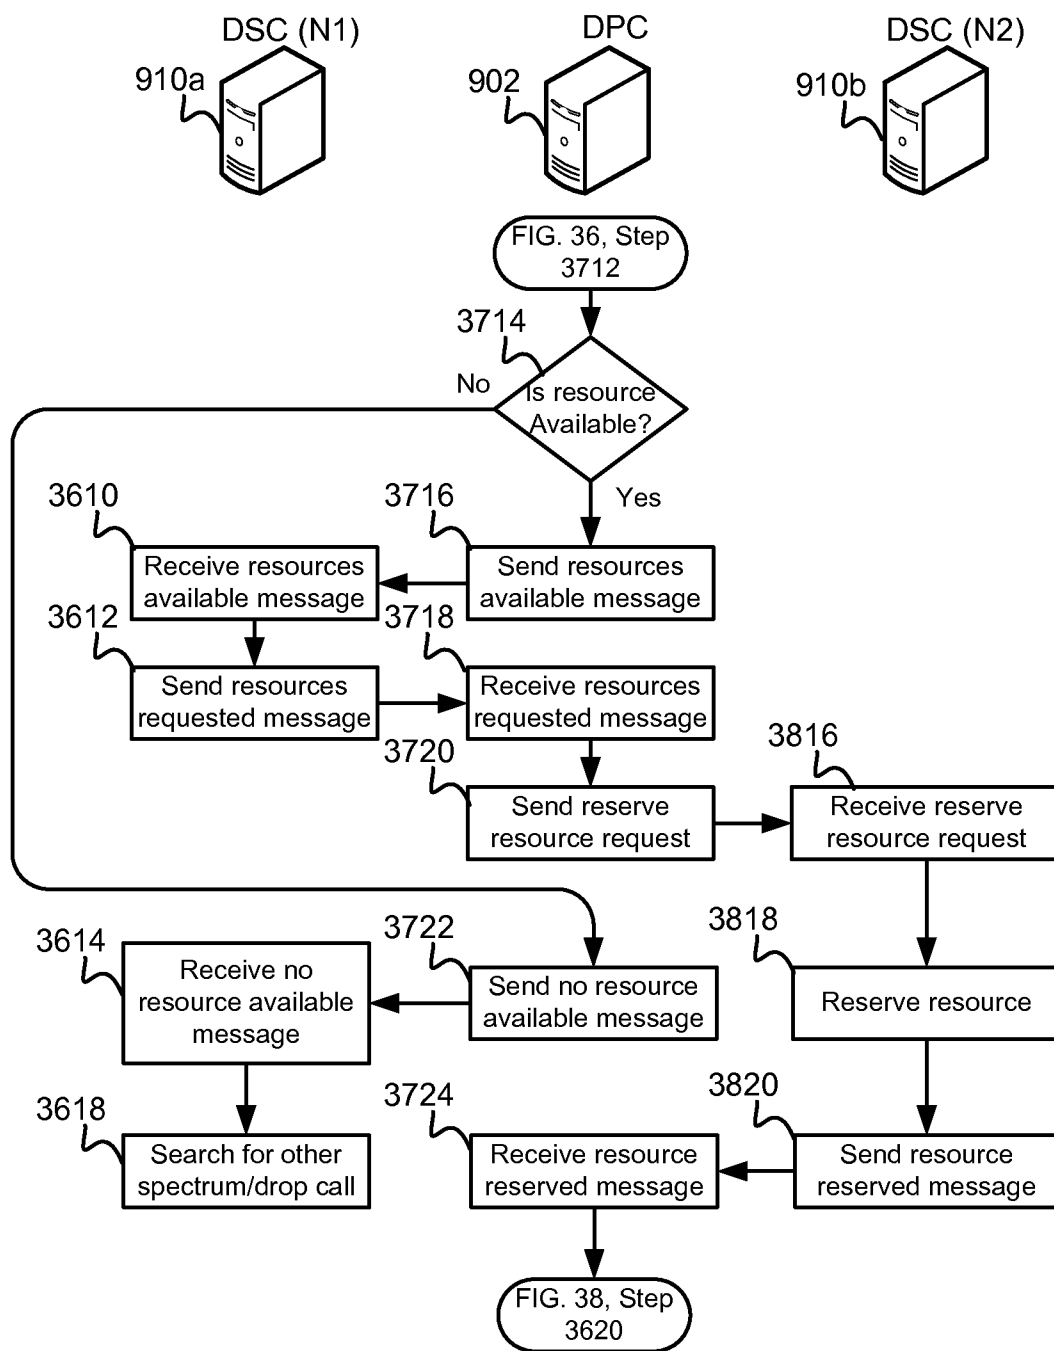 DSC (N1)
DPC
DSC (N2)
910a
902
910b
FIG. 36, Step
3712
3714
No
Is resource
Available?
Yes
3610
3716
Receive resources
available message
Send resources
available message
3612
3718
Send resources
requested message
Receive resources
requested message
3720
3816
Send reserve
resource request
Receive reserve
resource request
3614
3722
3818
Receive no
resource available
message
Send no resource
available message
Reserve resource
3618
3724
3820
Search for other
spectrum/drop call
Receive resource
reserved message
Send resource
reserved message
FIG. 38, Step
3620